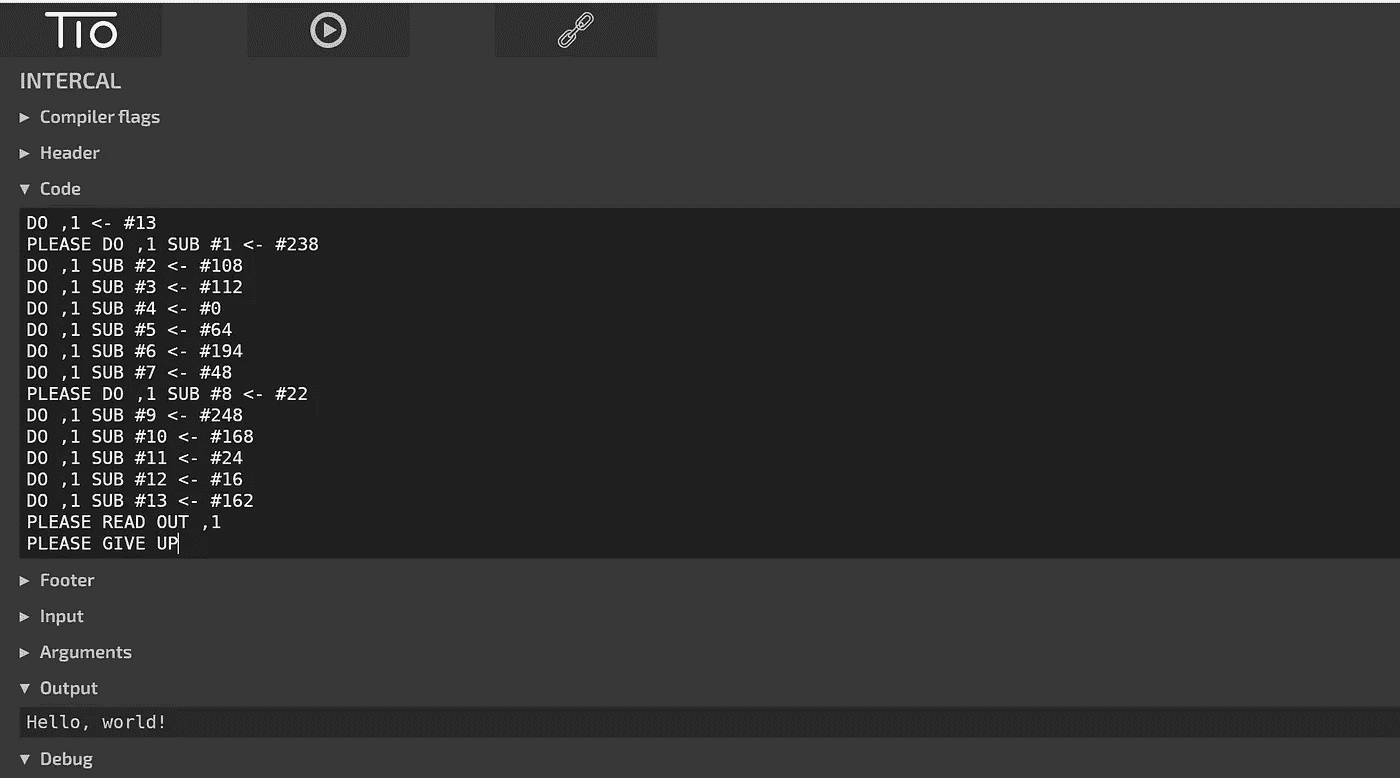 TIO
INTERCAL
► Compiler flags
► Header
▼ Code
DO ,1 <- #13
PLEASE DO ,1 SUB #1 <- #238
DO ,1 SUB #2 <- #108
DO ,1 SUB #3 <- #112
DO ,1 SUB #4 <- #0
DO ,1 SUB #5 <- #64
DO ,1 SUB #6 <- #194
DO ,1 SUB #7 <- #48
PLEASE DO ,1 SUB #8 <- #22
DO ,1 SUB #9 <- #248
DO ,1 SUB #10 <- #168
DO ,1 SUB #11 <- #24
DO ,1 SUB #12 <- #16
DO ,1 SUB #13 <- #162
PLEASE READ OUT ,1
PLEASE GIVE UP
► Footer
► Input
► Arguments
▼ Output
Hello, world!
▼ Debug